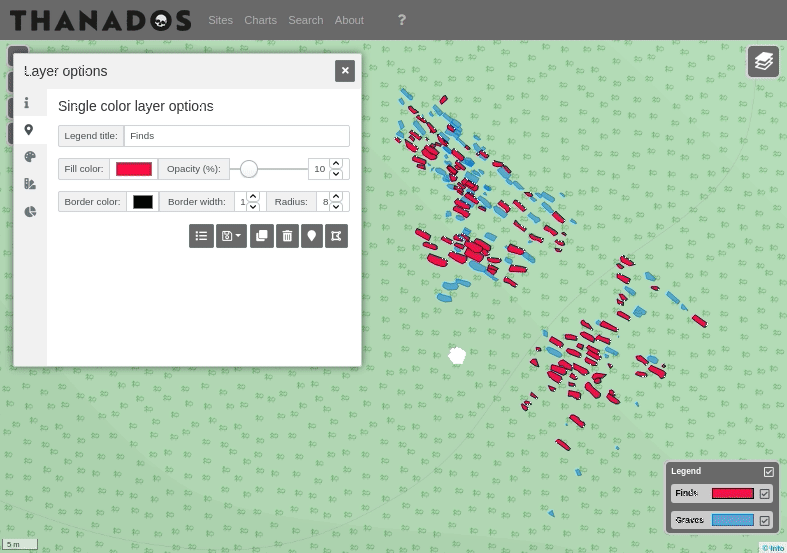 THANADOS
Sites Charts Search About ?
Layer options
Single color layer options
Legend title: Finds
Fill color: Opacity (%): 10
Border color: Border width: 1 Radius: 8
Legend
Finds
Graves
5 m
© Info